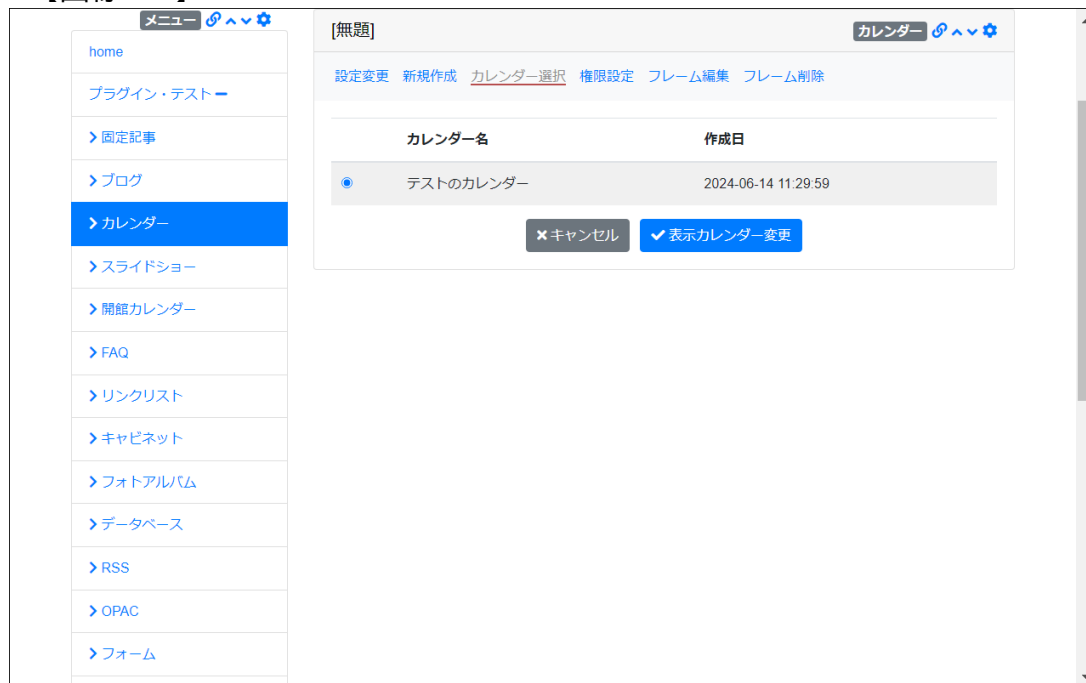 メニュー
home
プラグイン・テスト
固定記事
ブログ
カレンダー
スライドショー
開館カレンダー
FAQ
リンクリスト
キャビネット
フォトアルバム
データベース
RSS
OPAC
フォーム
[無題] カレンダー
設定変更 新規作成 カレンダー選択 権限設定 フレーム編集 フレーム削除
カレンダー名 作成日
テストのカレンダー 2024-06-14 11:29:59
キャンセル 表示カレンダー変更